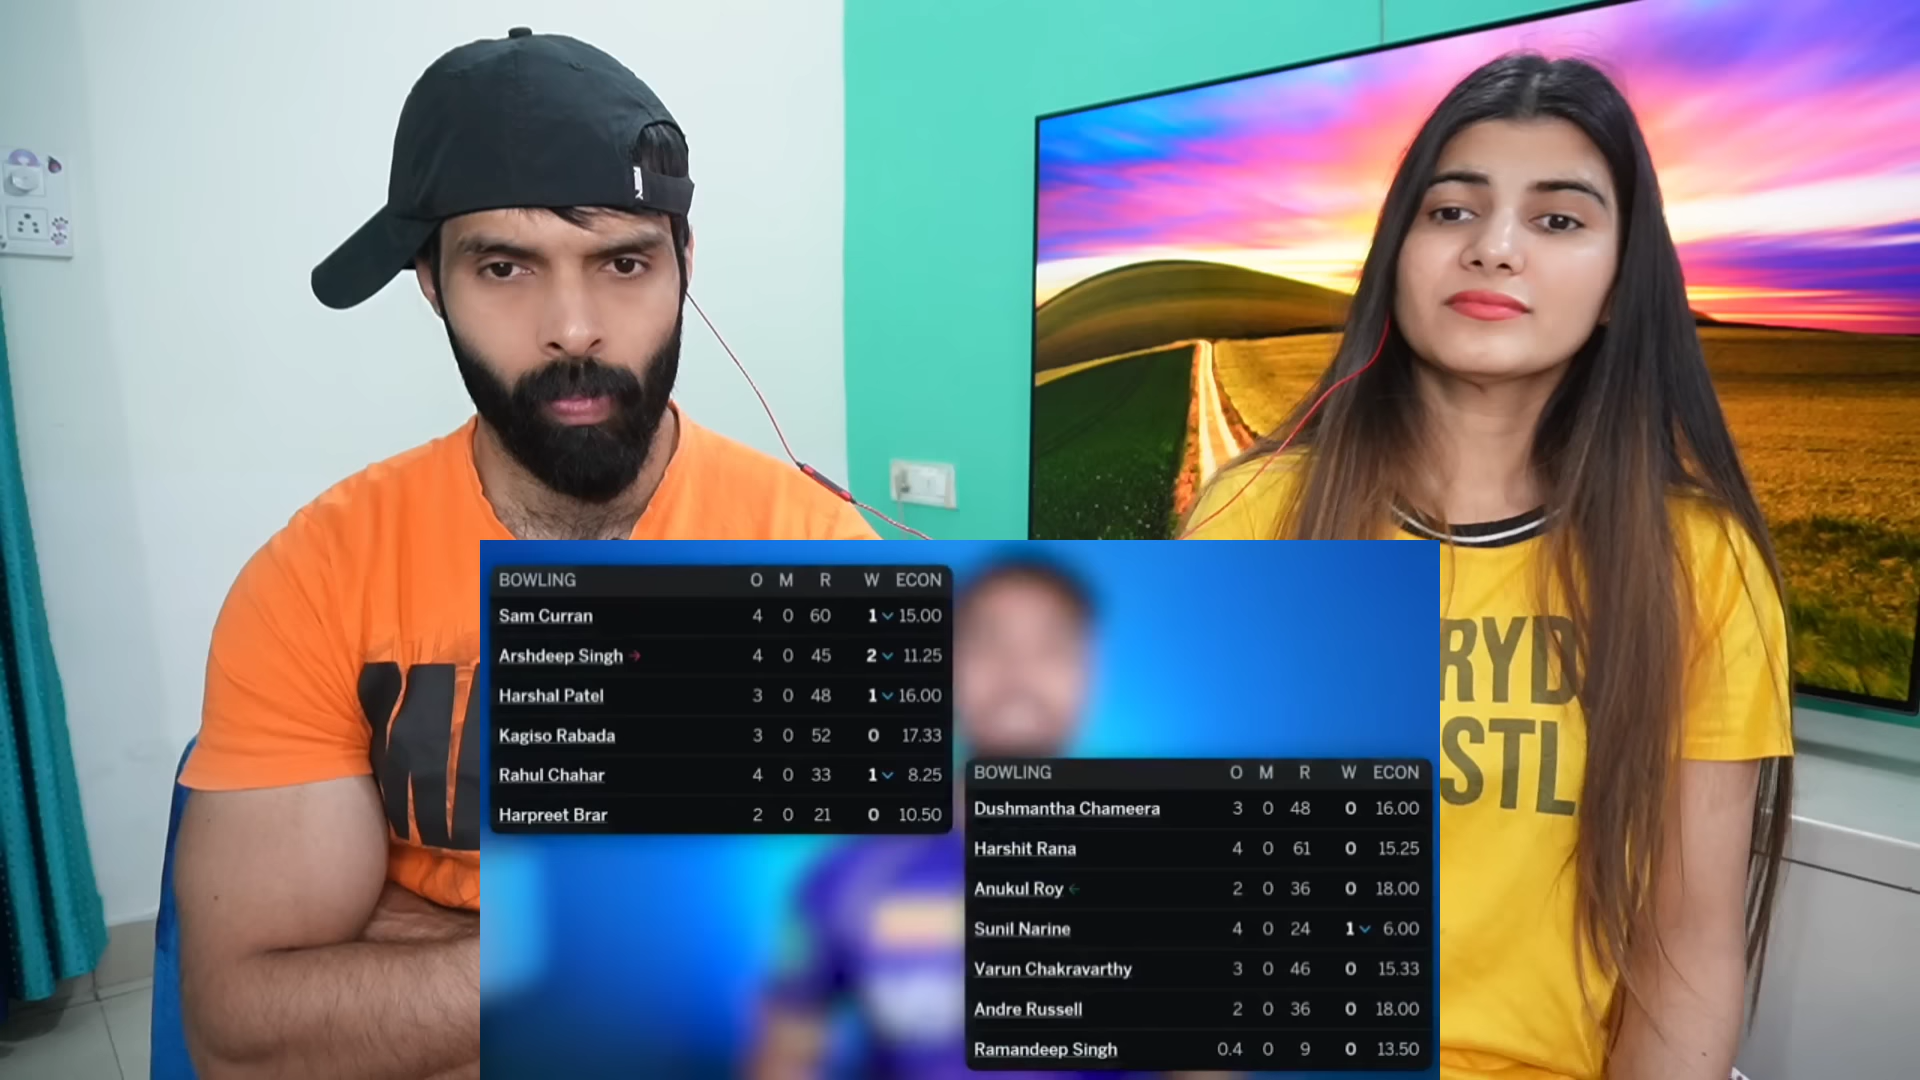 BOWLING O M R W ECON
Sam Curran 4 0 60 1 15.00
Arshdeep Singh 4 0 45 2 11.25
Harshal Patel 3 0 48 1 16.00
Kagiso Rabada 3 0 52 0 17.33
Rahul Chahar 4 0 33 1 8.25
Harpreet Brar 2 0 21 0 10.50
BOWLING O M R W ECON
Dushmantha Chameera 3 0 48 0 16.00
Harshit Rana 4 0 61 0 15.25
Anukul Roy 2 0 36 0 18.00
Sunil Narine 4 0 24 1 6.00
Varun Chakravarthy 3 0 46 0 15.33
Andre Russell 2 0 36 0 18.00
Ramandeep Singh 0.4 0 9 0 13.50
RYD
STL